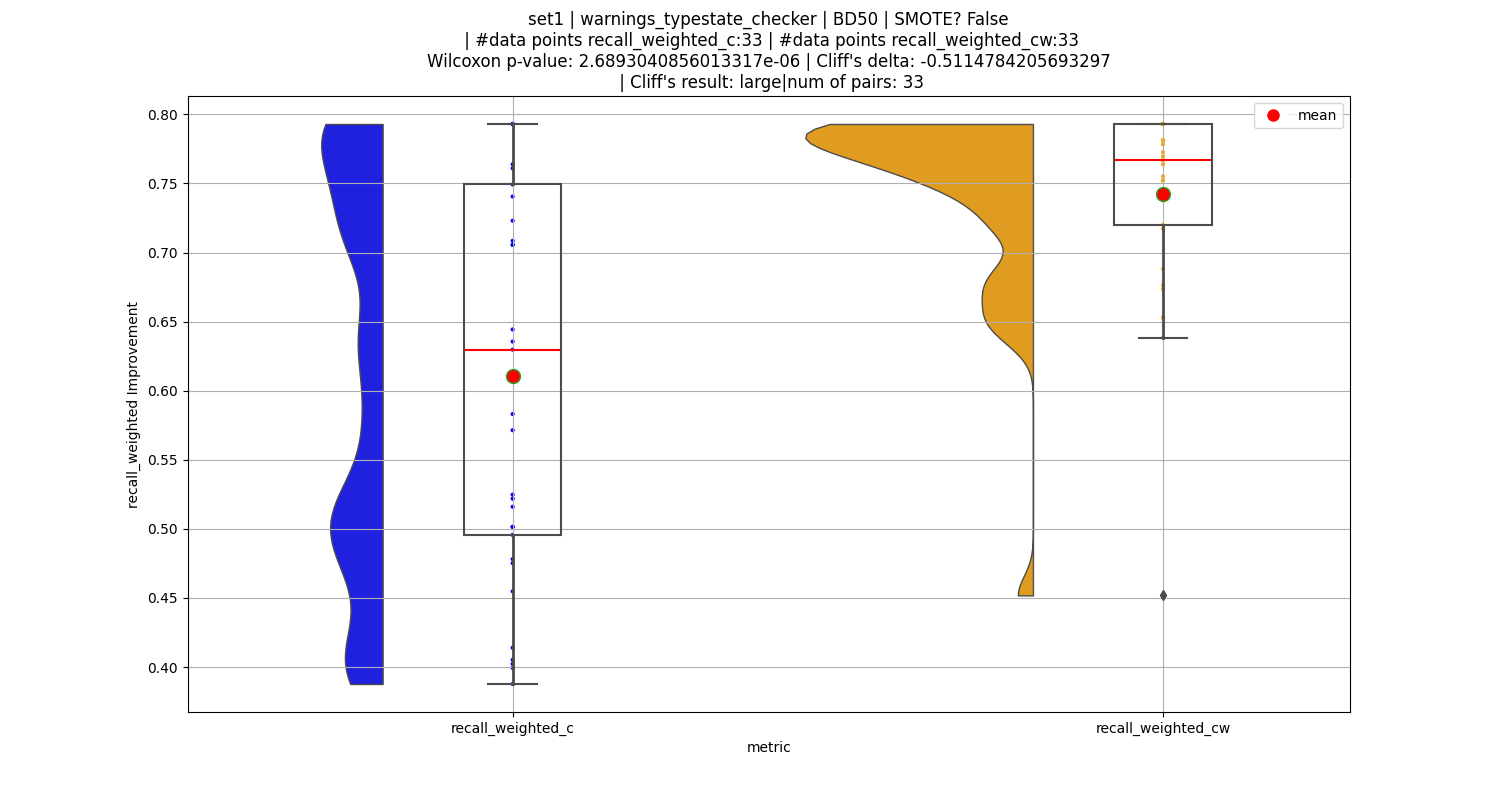 set1 | warnings_typestate_checker | BD50 | SMOTE? False
| #data points recall_weighted_c:33 | #data points recall_weighted_cw:33
Wilcoxon p-value: 2.6893040856013317e-06 | Cliff's delta: -0.5114784205693297
| Cliff's result: large|num of pairs: 33
mean
0.80
0.75
0.70
0.65
0.60
0.55
0.50
0.45
0.40
recall_weighted Improvement
recall_weighted_c
recall_weighted_cw
metric